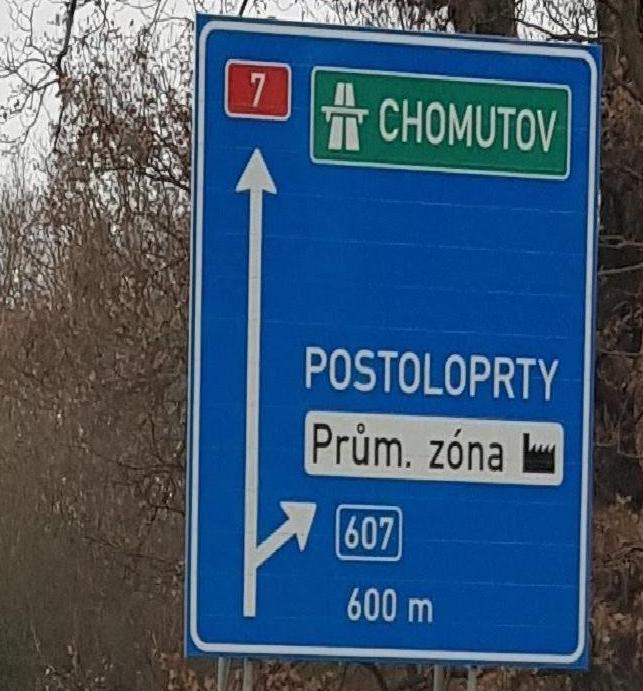 7
CHOMUTOV
POSTOLOPRTY
Prům. zóna
607
600 m